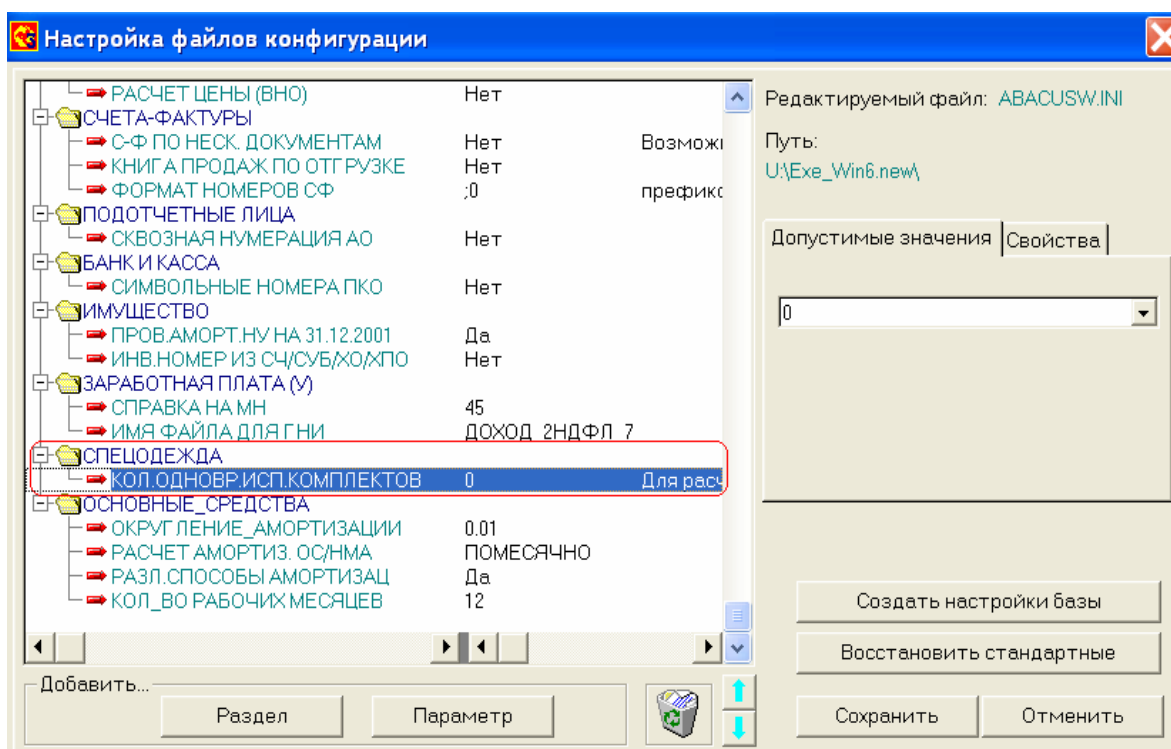 Настройка файлов конфигурации
РАСЧЕТ ЦЕНЫ (ВНО) Нет
СЧЕТА-ФАКТУРЫ
С-Ф ПО НЕСК. ДОКУМЕНТАМ Нет Возможн
КНИГА ПРОДАЖ ПО ОТГРУЗКЕ Нет
ФОРМАТ НОМЕРОВ СФ ;0 префикс
ПОДОТЧЕТНЫЕ ЛИЦА
СКВОЗНАЯ НУМЕРАЦИЯ АО Нет
БАНК И КАССА
СИМВОЛЬНЫЕ НОМЕРА ПКО Нет
ИМУЩЕСТВО
ПРОВ.АМОРТ.НУ НА 31.12.2001 Да
ИНВ.НОМЕР ИЗ СЧ/СУБ/ХО/ХПО Нет
ЗАРАБОТНАЯ ПЛАТА (У)
СПРАВКА НА МН 45
ИМЯ ФАЙЛА ДЛЯ ГНИ ДОХОД_2НДФЛ_7
СПЕЦОДЕЖДА
КОЛ.ОДНОВР.ИСП.КОМПЛЕКТОВ 0 Для расч
ОСНОВНЫЕ_СРЕДСТВА
ОКРУГЛЕНИЕ_АМОРТИЗАЦИИ 0.01
РАСЧЕТ АМОРТИЗ. ОС/НМА ПОМЕСЯЧНО
РАЗЛ.СПОСОБЫ АМОРТИЗАЦ Да
КОЛ_ВО РАБОЧИХ МЕСЯЦЕВ 12
Добавить...
Раздел Параметр
Редактируемый файл: ABACUSW.INI
Путь:
U:\Exe_Win6.new\
Допустимые значения Свойства
0
Создать настройки базы
Восстановить стандартные
Сохранить Отменить